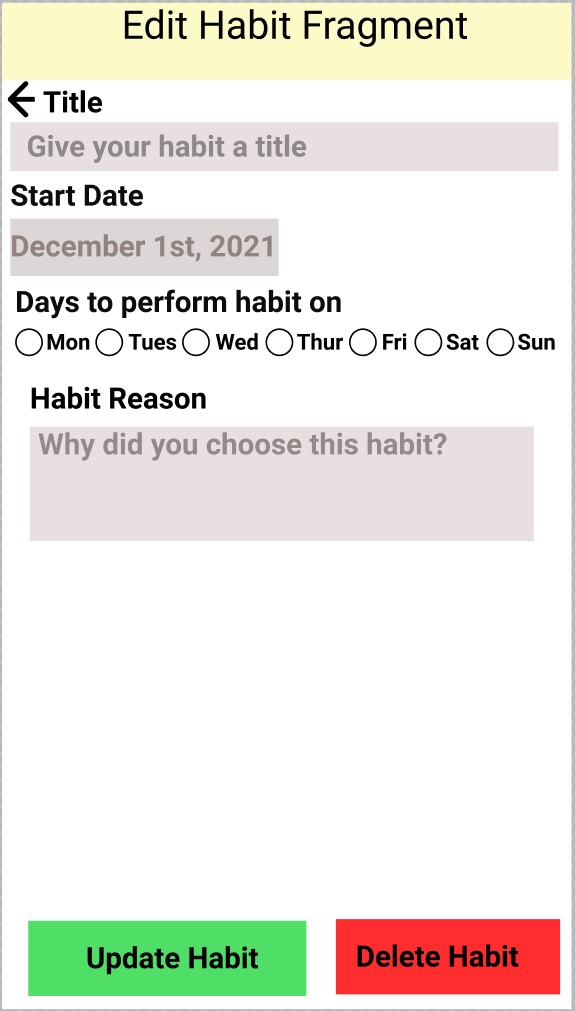 Edit Habit Fragment
Title
Give your habit a title
Start Date
December 1st, 2021
Days to perform habit on
Mon Tues Wed Thur Fri Sat Sun
Habit Reason
Why did you choose this habit?
Update Habit Delete Habit